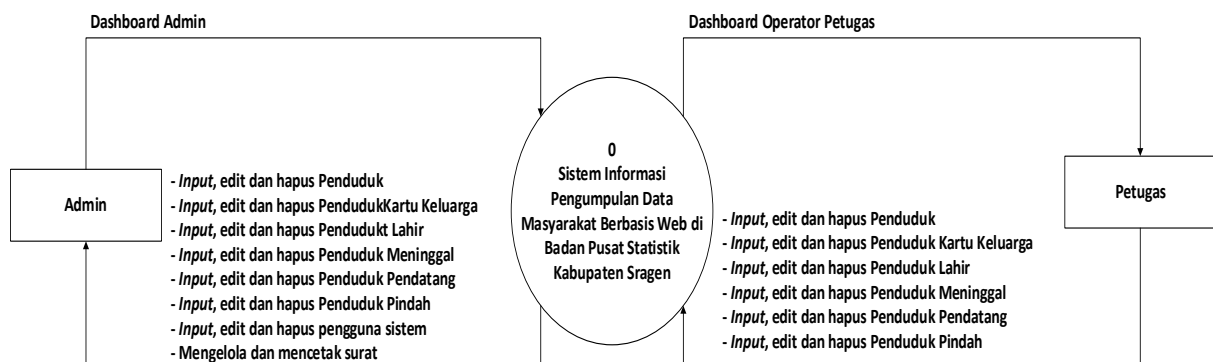 Dashboard Admin
Dashboard Operator Petugas
Admin
- Input, edit dan hapus Penduduk
- Input, edit dan hapus PendudukKartu Keluarga
- Input, edit dan hapus Pendudukt Lahir
- Input, edit dan hapus Penduduk Meninggal
- Input, edit dan hapus Penduduk Pendatang
- Input, edit dan hapus Penduduk Pindah
- Input, edit dan hapus pengguna sistem
- Mengelola dan mencetak surat
0
Sistem Informasi
Pengumpulan Data
Masyarakat Berbasis Web di
Badan Pusat Statistik
Kabupaten Sragen
- Input, edit dan hapus Penduduk
- Input, edit dan hapus Penduduk Kartu Keluarga
- Input, edit dan hapus Penduduk Lahir
- Input, edit dan hapus Penduduk Meninggal
- Input, edit dan hapus Penduduk Pendatang
- Input, edit dan hapus Penduduk Pindah
Petugas